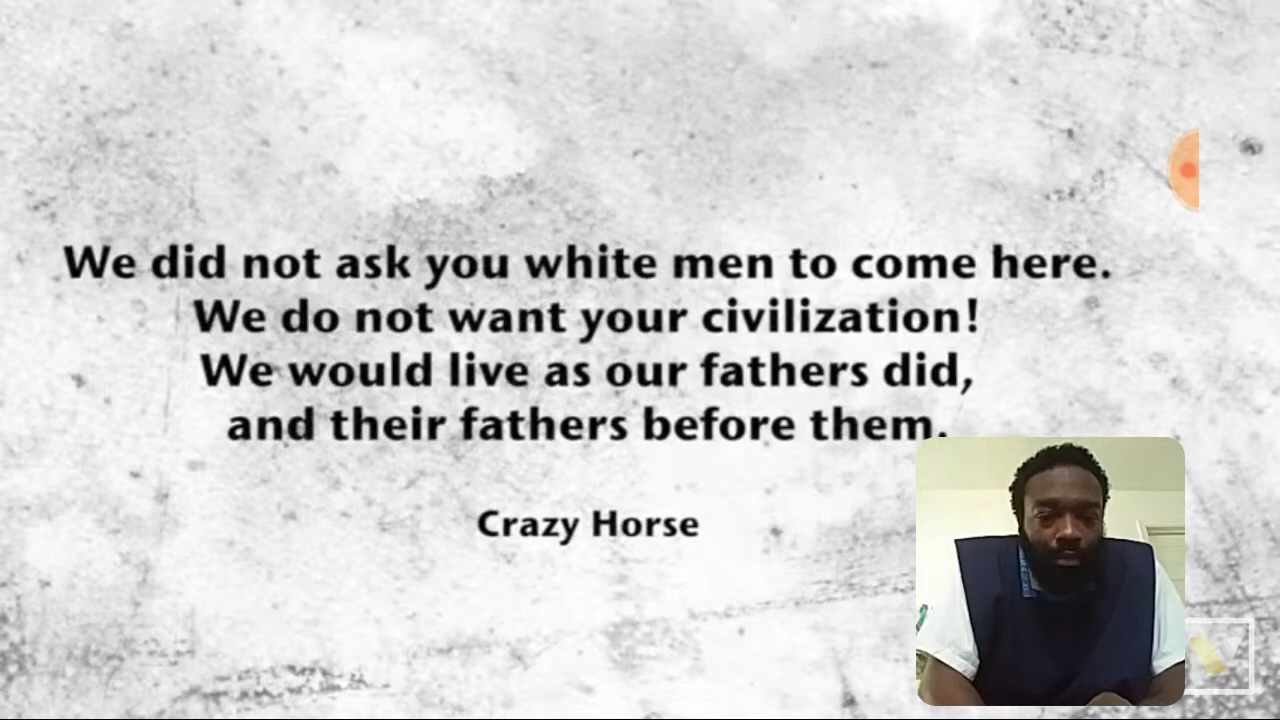 We did not ask you white men to come here.
We do not want your civilization!
We would live as our fathers did,
and their fathers before them.
Crazy Horse